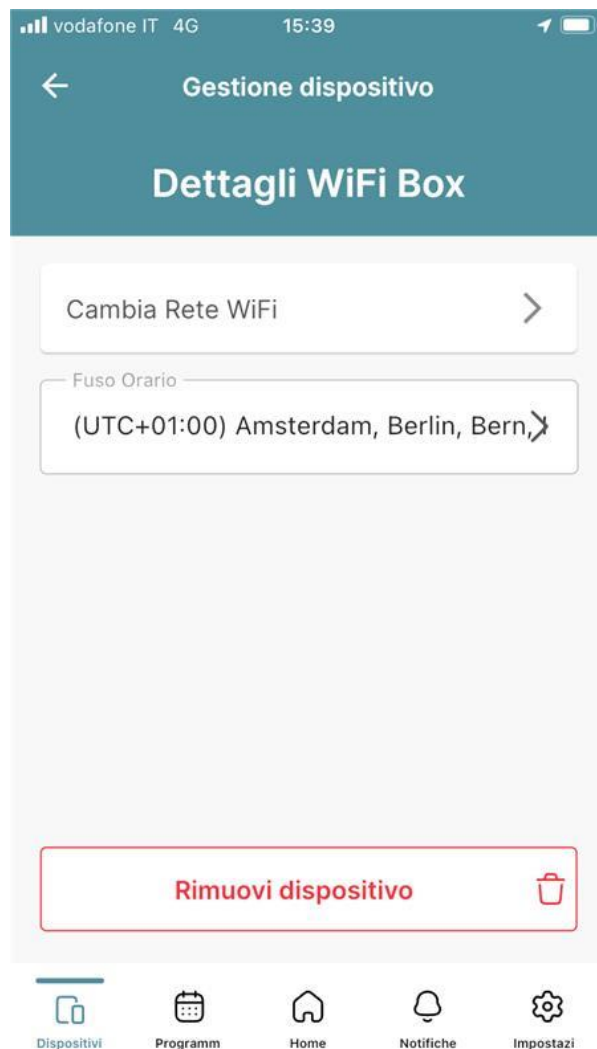 vodafone IT 4G 15:39
Gestione dispositivo
Dettagli WiFi Box
Cambia Rete WiFi
Fuso Orario
(UTC+01:00) Amsterdam, Berlin, Bern,
Rimuovi dispositivo
Dispositivi Programm Home Notifiche Impostazi